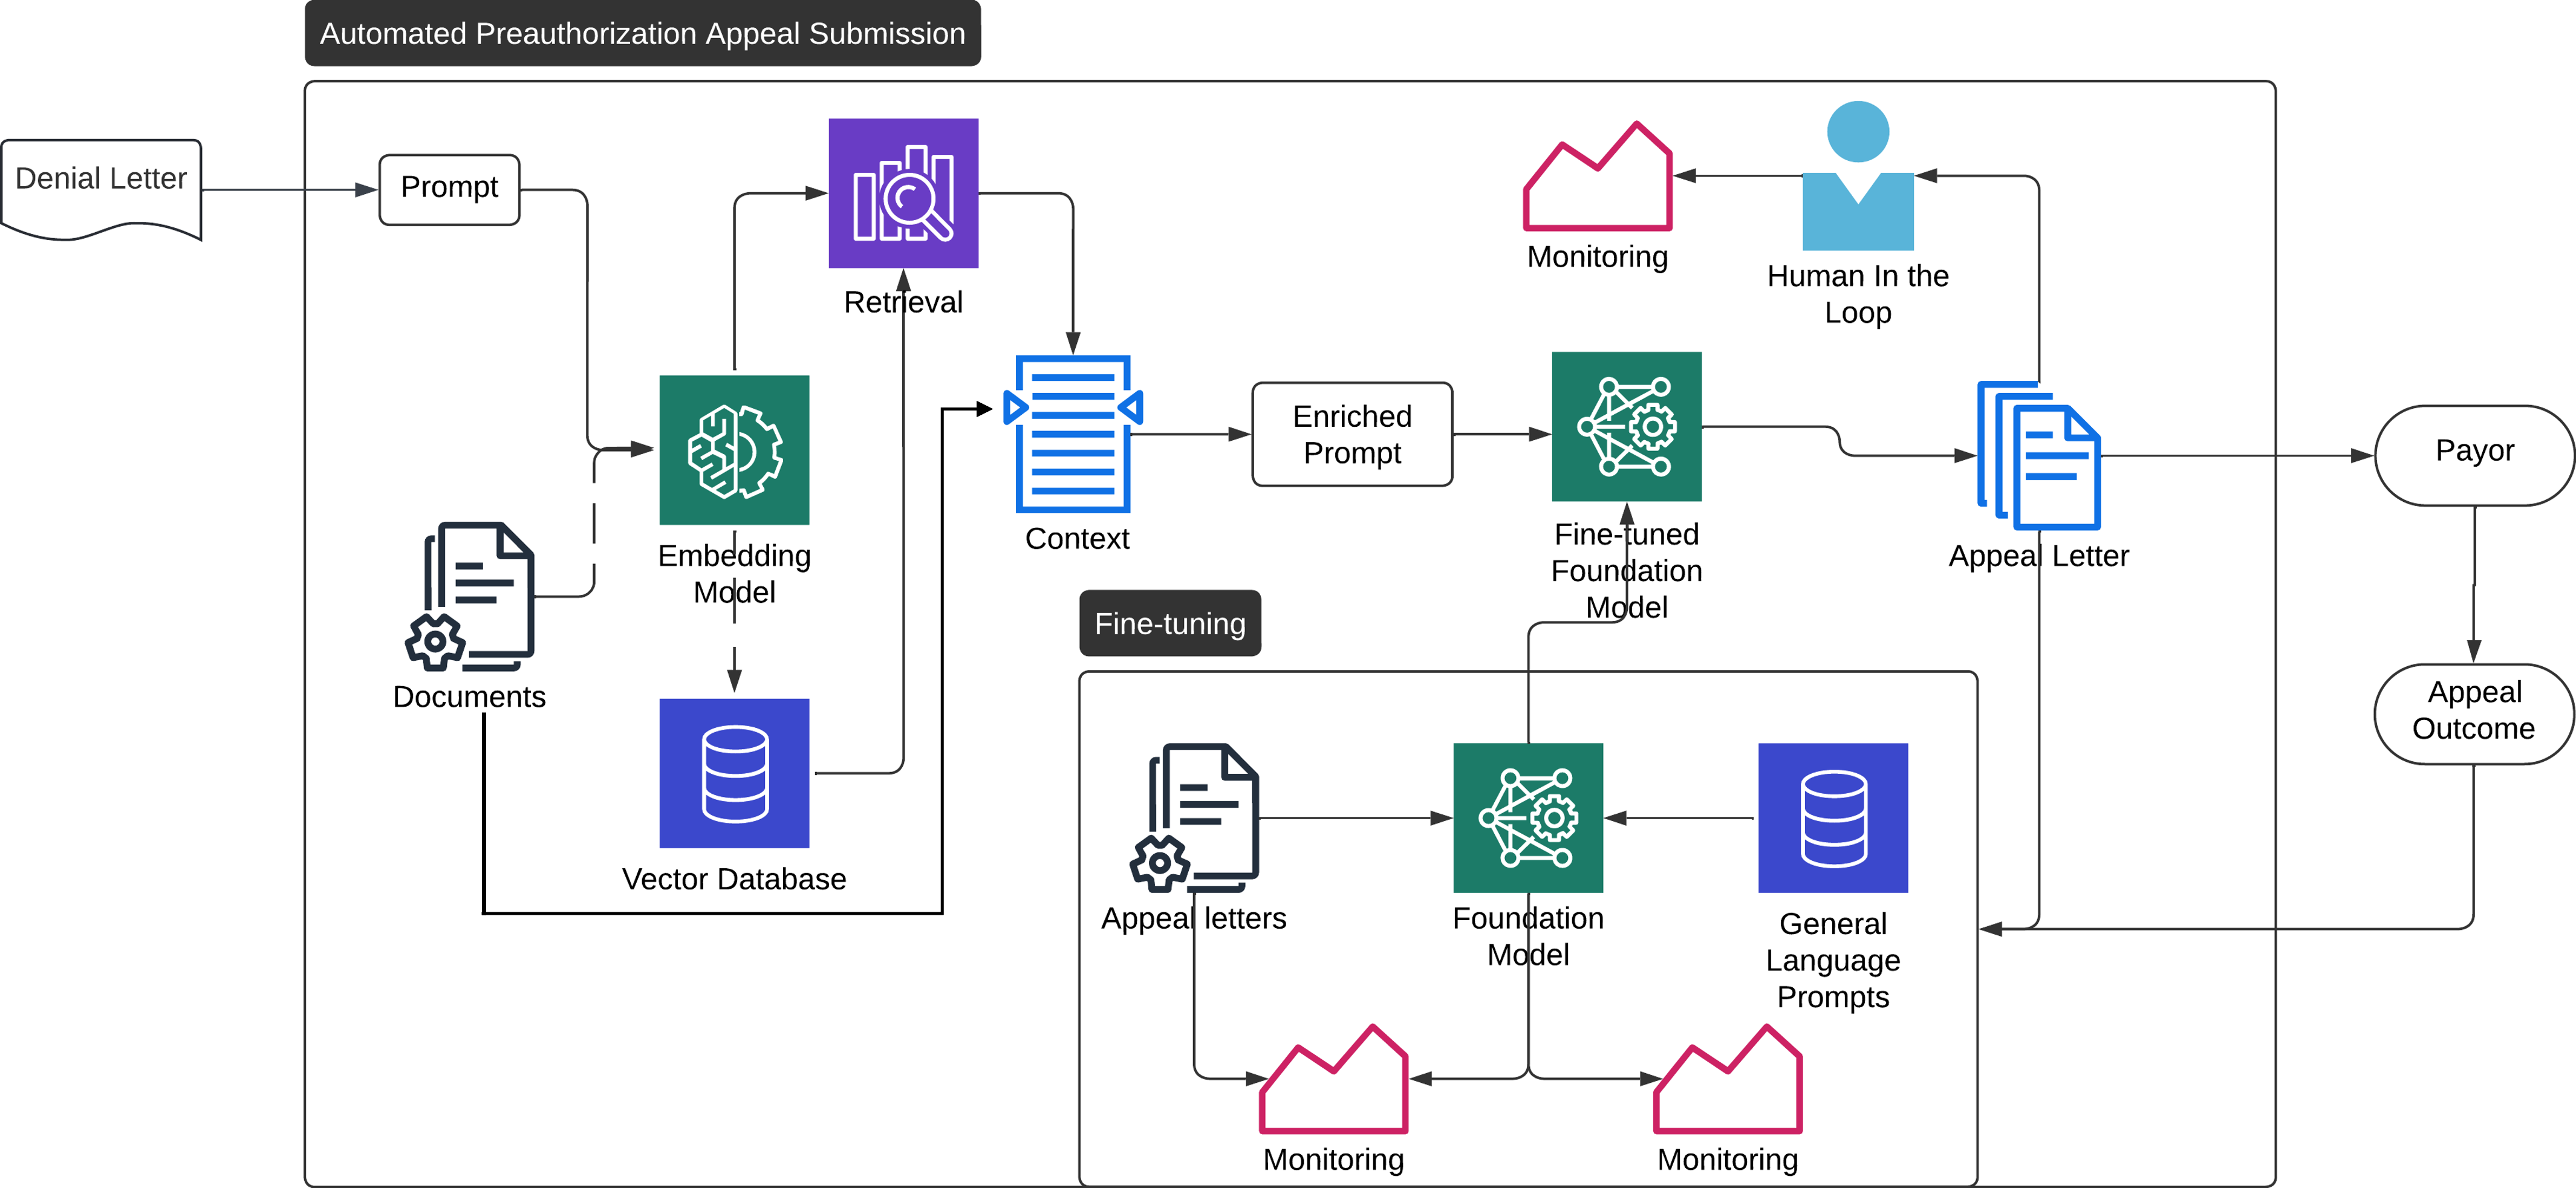 Automated Preauthorization Appeal Submission
Denial Letter
Prompt
Retrieval
Monitoring
Human In the
Loop
Embedding
Model
Context
Enriched
Prompt
Fine-tuned
Foundation
Model
Appeal Letter
Payor
Documents
Vector Database
Fine-tuning
Appeal
Outcome
Appeal letters
Foundation
Model
General
Language
Prompts
Monitoring
Monitoring